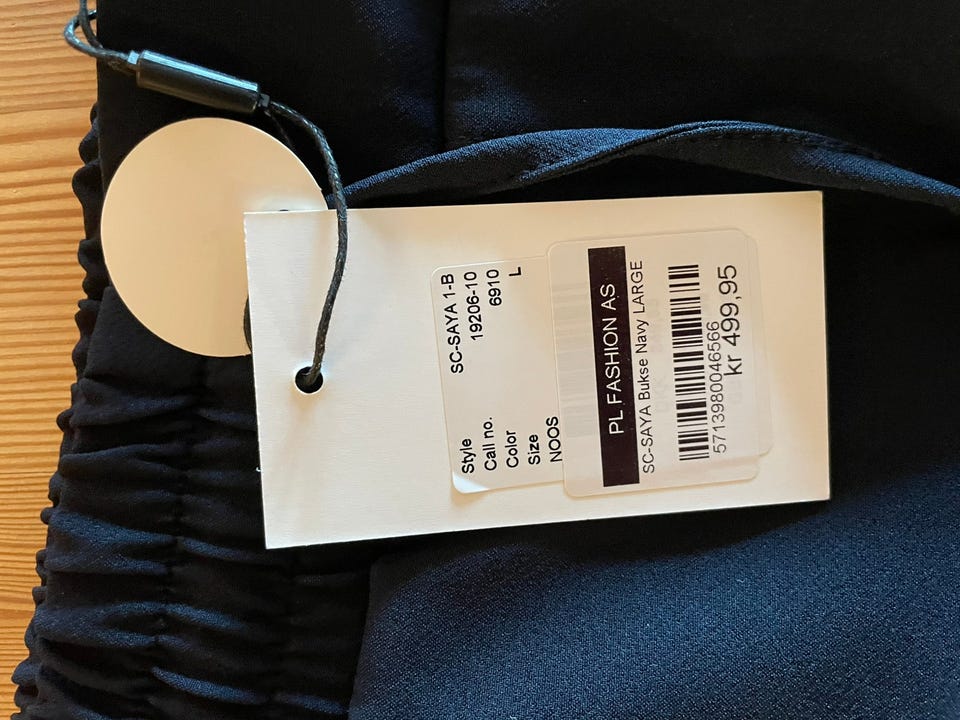 Style SC-SAYA 1-B
Call no. 19206-10
Color 6910
Size L
NOOS
PL FASHION AS
SC-SAYA Bukse Navy LARGE
5713980046566
kr 499,95